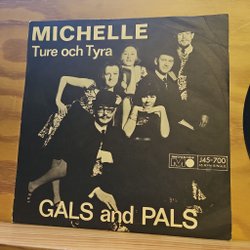 MICHELLE
Ture och Tyra
J45-700
GALS and PALS